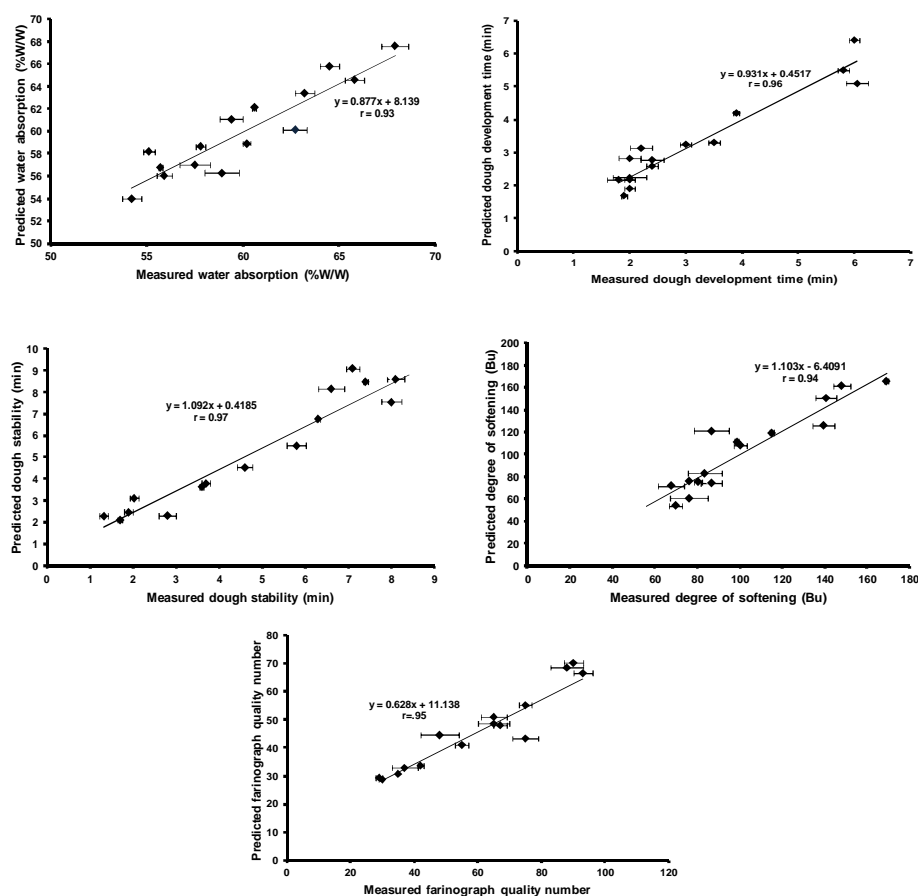 Predicted water absorption (%W/W)
70
68
66
64
62
60
58
56
54
52
50
y = 0.877x + 8.139
r = 0.93
50 55 60 65 70
Measured water absorption (%W/W)
Predicted dough development time (min)
7
6
5
4
3
2
1
0
y = 0.931x + 0.4517
r = 0.96
0 1 2 3 4 5 6 7
Measured dough development time (min)
Predicted dough stability (min)
10
9
8
7
6
5
4
3
2
1
0
y = 1.092x + 0.4185
r = 0.97
0 1 2 3 4 5 6 7 8 9
Measured dough stability (min)
Predicted degree of softening (Bu)
200
180
160
140
120
100
80
60
40
20
0
y = 1.103x - 6.4091
r = 0.94
0 20 40 60 80 100 120 140 160 180
Measured degree of softening (Bu)
Predicted farinograph quality number
80
70
60
50
40
30
20
10
0
y = 0.628x + 11.138
r=.95
0 20 40 60 80 100 120
Measured farinograph quality number